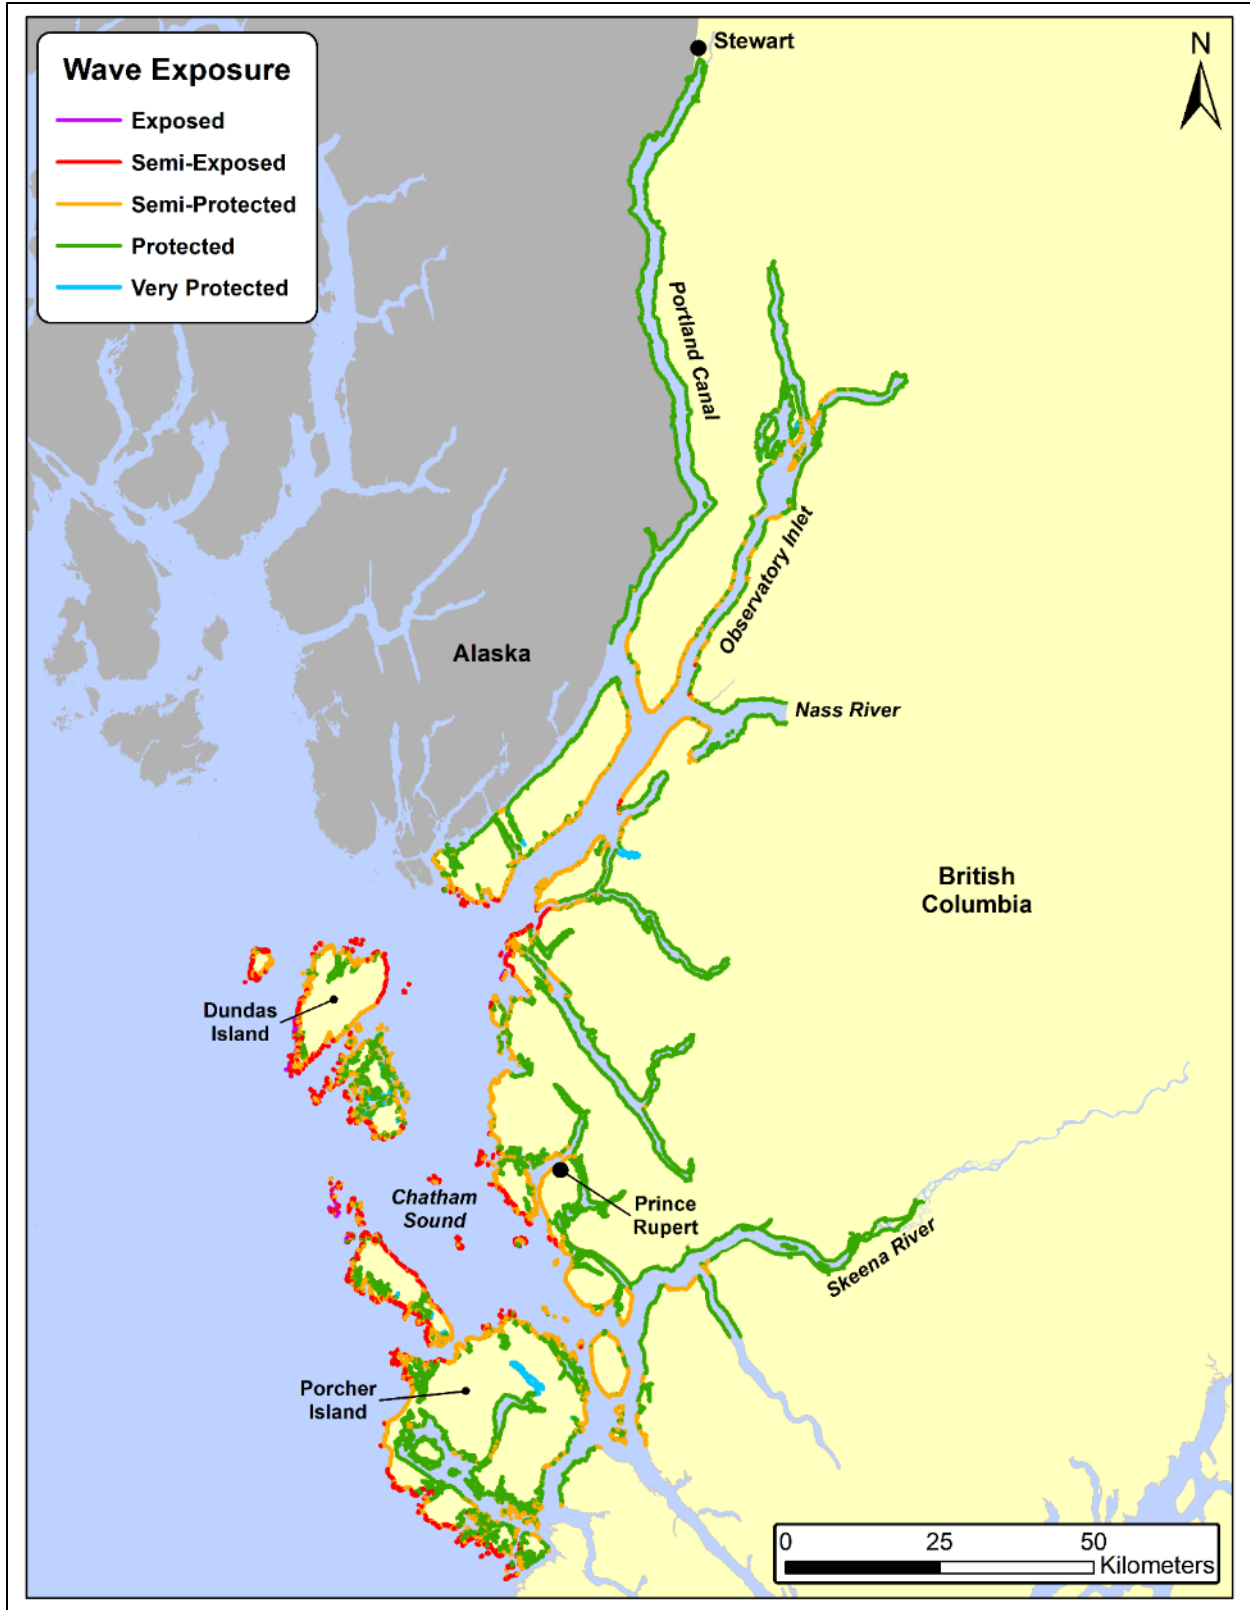 Stewart
N
Wave Exposure
Exposed
Semi-Exposed
Semi-Protected
Protected
Very Protected
Portland Canal
Observatory Inlet
Alaska
Nass River
British
Columbia
Dundas
Island
Chatham
Sound
Prince
Rupert
Skeena River
Porcher
Island
0 25 50
Kilometers